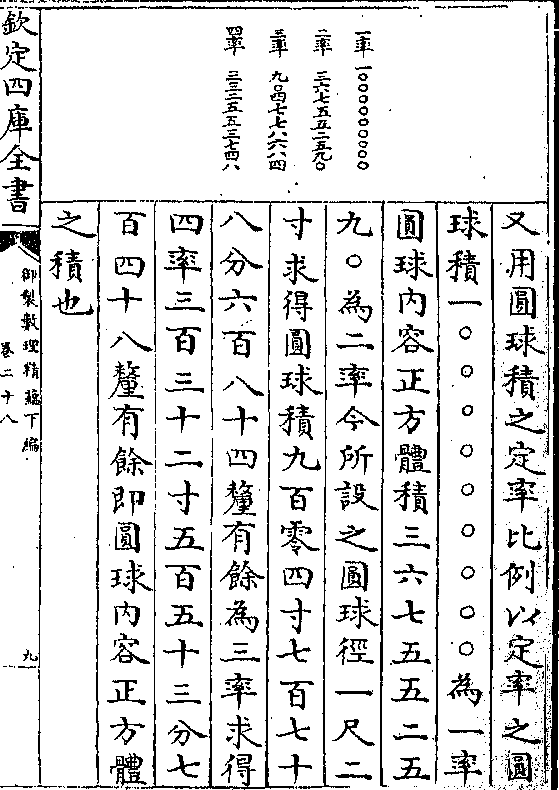 一率 一〇〇〇〇〇〇〇〇〇
二率 三六七五五二五九〇
三率 九〇四七七八六八四
四率 三三二五五三七四八
又用圓球積之定率比例以定率之圓
球積一〇〇〇〇〇〇〇〇〇為一率
圓球内容正方體積三六七五五二五
九〇為二率今所設之圓球徑一尺二
寸求得圓球積九百零四寸七百七十
八分六百八十四釐有餘為三率求得
四率三百三十二寸五百五十三分七
百四十八釐有餘即圓球内容正方體
之積也
欽定四庫全書
御製數理精蘊下編
卷二十八
九